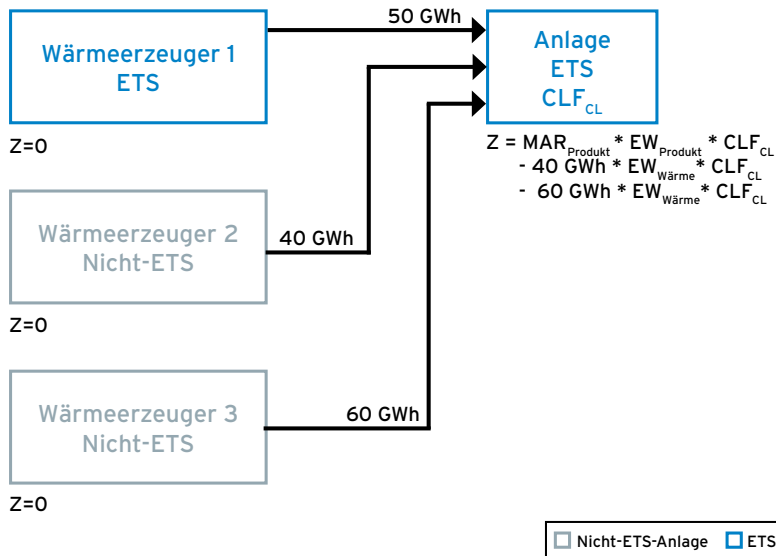 50 GWh
Wärmeerzeuger 1
ETS
Anlage
ETS
CLF_CL
Z=0
Z = MAR_Produkt * EW_Produkt * CLF_CL
- 40 GWh * EW_Wärme * CLF_CL
- 60 GWh * EW_Wärme * CLF_CL
Wärmeerzeuger 2
Nicht-ETS
40 GWh
Z=0
Wärmeerzeuger 3
Nicht-ETS
60 GWh
Z=0
Nicht-ETS-Anlage ETS